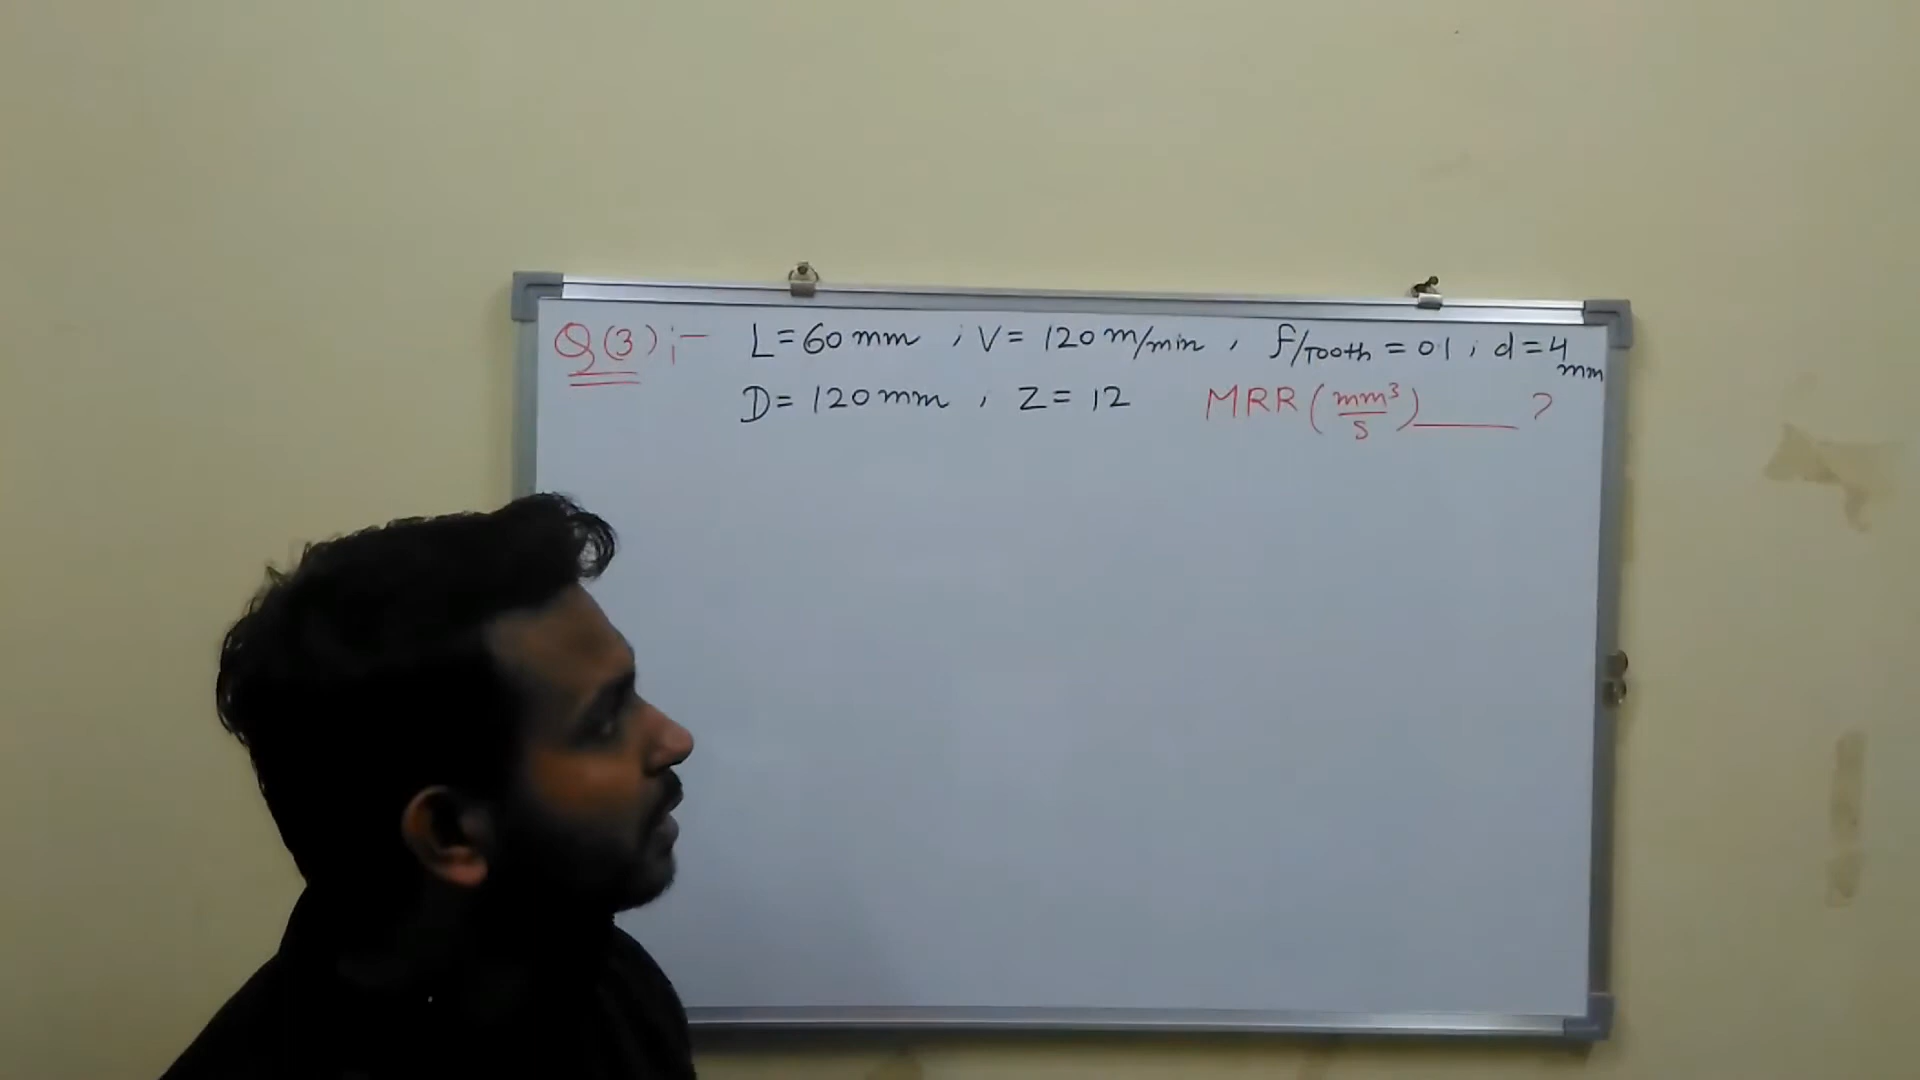 Q(3) ;- L = 60 mm ; V = 120 m/min , f/Tooth = 0.1 ; d = 4 mm
D = 120 mm , Z = 12 MRR (mm³/s) ____ ?